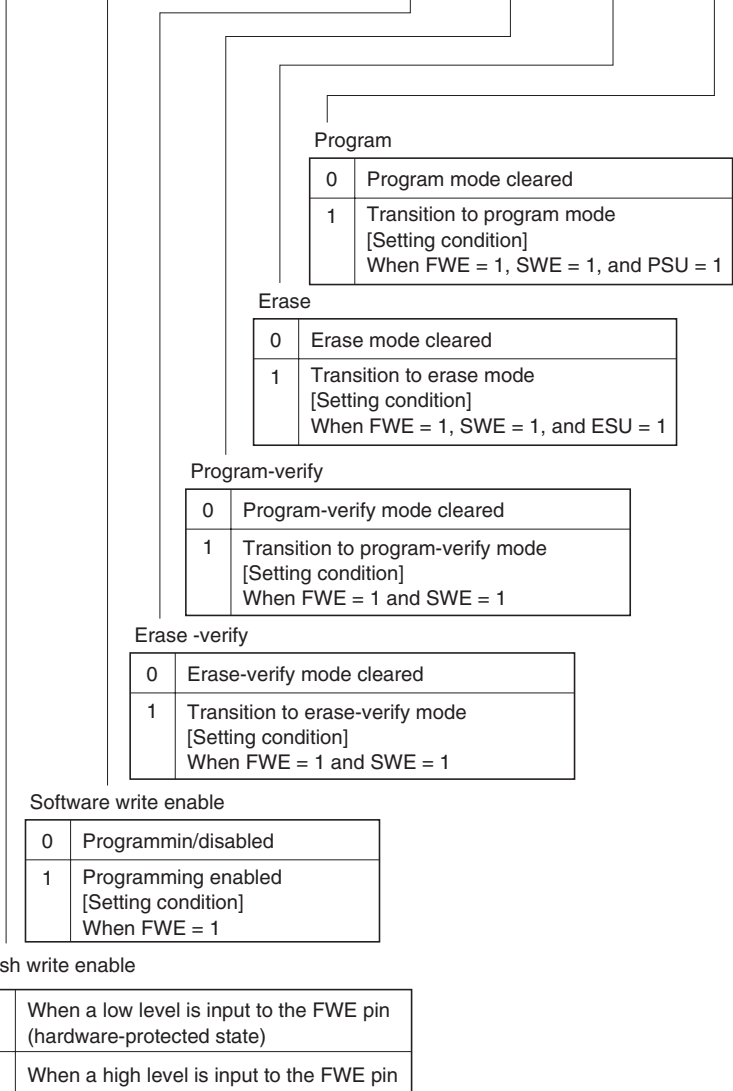 Program
0 Program mode cleared
1 Transition to program mode
[Setting condition]
When FWE = 1, SWE = 1, and PSU = 1
Erase
0 Erase mode cleared
1 Transition to erase mode
[Setting condition]
When FWE = 1, SWE = 1, and ESU = 1
Program-verify
0 Program-verify mode cleared
1 Transition to program-verify mode
[Setting condition]
When FWE = 1 and SWE = 1
Erase -verify
0 Erase-verify mode cleared
1 Transition to erase-verify mode
[Setting condition]
When FWE = 1 and SWE = 1
Software write enable
0 Programmin/disabled
1 Programming enabled
[Setting condition]
When FWE = 1
sh write enable
When a low level is input to the FWE pin
(hardware-protected state)
When a high level is input to the FWE pin